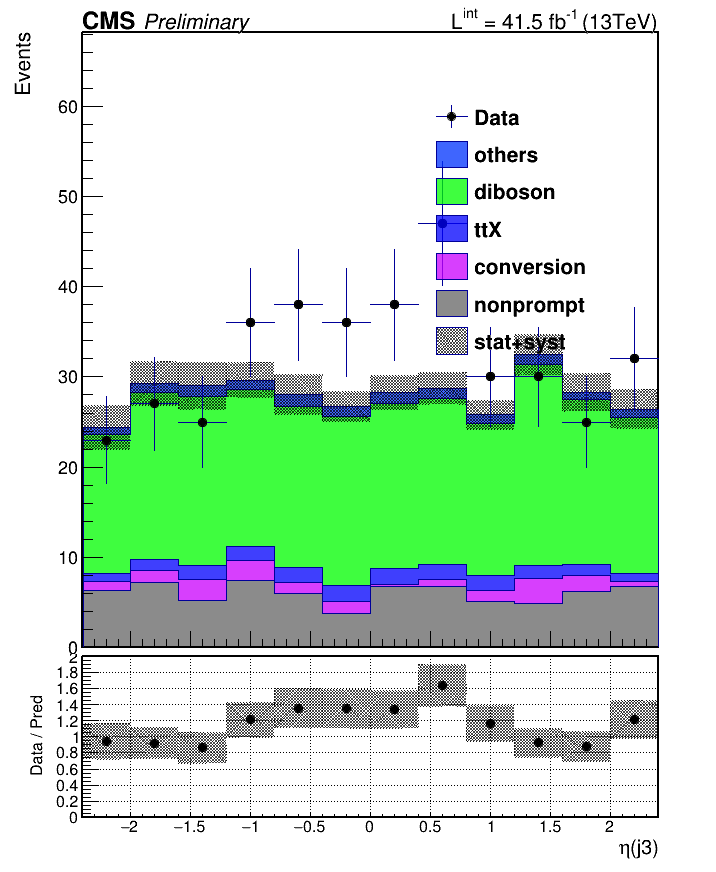 CMS Preliminary
L^int = 41.5 fb^-1 (13TeV)
Events
60
50
40
30
20
10
0
Data
others
diboson
ttX
conversion
nonprompt
stat+syst
Data / Pred
2
1.8
1.6
1.4
1.2
1
0.8
0.6
0.4
0.2
0
−2
−1.5
−1
−0.5
0
0.5
1
1.5
2
η(j3)